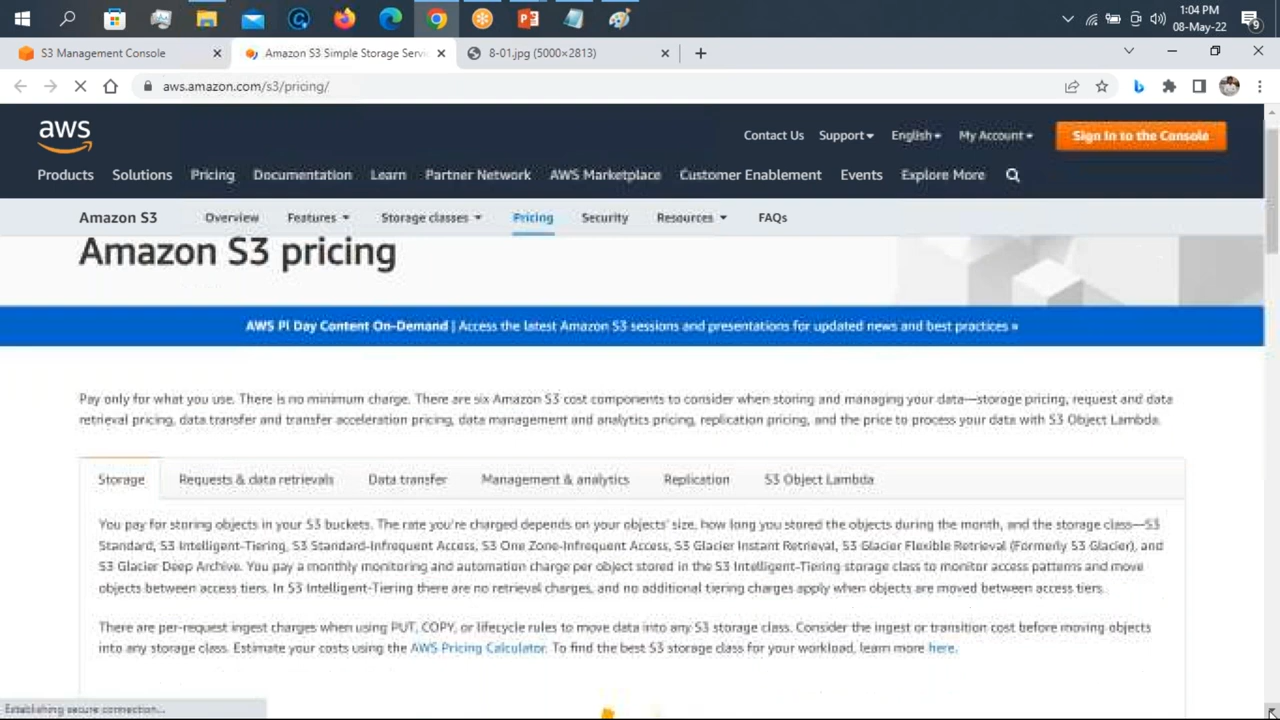 1:04 PM
08-May-22
9
S3 Management Console
Amazon S3 Simple Storage Servi
8-01.jpg (5000×2813)
aws.amazon.com/s3/pricing/
aws
Contact Us Support English My Account Sign In to the Console
Products Solutions Pricing Documentation Learn Partner Network AWS Marketplace Customer Enablement Events Explore More
Amazon S3 Overview Features Storage classes Pricing Security Resources FAQs
Amazon S3 pricing
AWS Pi Day Content On-Demand | Access the latest Amazon S3 sessions and presentations for updated news and best practices »
Pay only for what you use. There is no minimum charge. There are six Amazon S3 cost components to consider when storing and managing your data—storage pricing, request and data
retrieval pricing, data transfer and transfer acceleration pricing, data management and analytics pricing, replication pricing, and the price to process your data with S3 Object Lambda.
Storage Requests & data retrievals Data transfer Management & analytics Replication S3 Object Lambda
You pay for storing objects in your S3 buckets. The rate you're charged depends on your objects' size, how long you stored the objects during the month, and the storage class—S3
Standard, S3 Intelligent-Tiering, S3 Standard-Infrequent Access, S3 One Zone-Infrequent Access, S3 Glacier Instant Retrieval, S3 Glacier Flexible Retrieval (Formerly S3 Glacier), and
S3 Glacier Deep Archive. You pay a monthly monitoring and automation charge per object stored in the S3 Intelligent-Tiering storage class to monitor access patterns and move
objects between access tiers. In S3 Intelligent-Tiering there are no retrieval charges, and no additional tiering charges apply when objects are moved between access tiers.
There are per-request ingest charges when using PUT, COPY, or lifecycle rules to move data into any S3 storage class. Consider the ingest or transition cost before moving objects
into any storage class. Estimate your costs using the AWS Pricing Calculator. To find the best S3 storage class for your workload, learn more here.
Establishing secure connection...